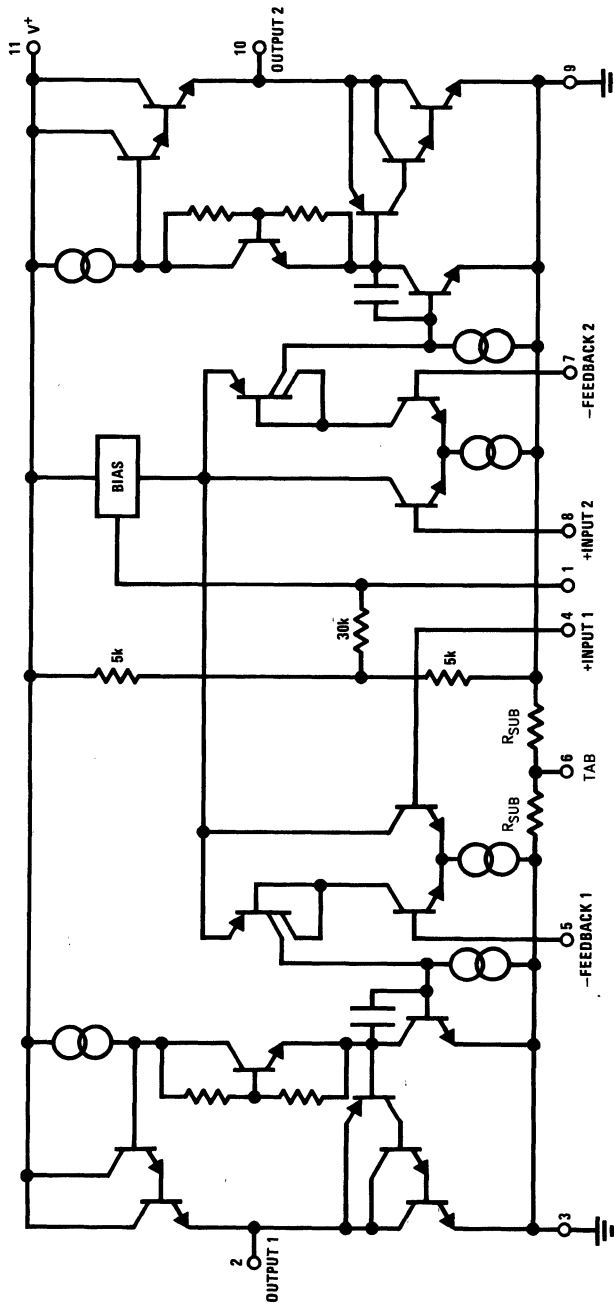 11 V+
10
OUTPUT 2
9
BIAS
7
−FEEDBACK 2
8
+INPUT 2
1
30k
5k
5k
4
+INPUT 1
RSUB
6
TAB
RSUB
5
−FEEDBACK 1
2
OUTPUT 1
3